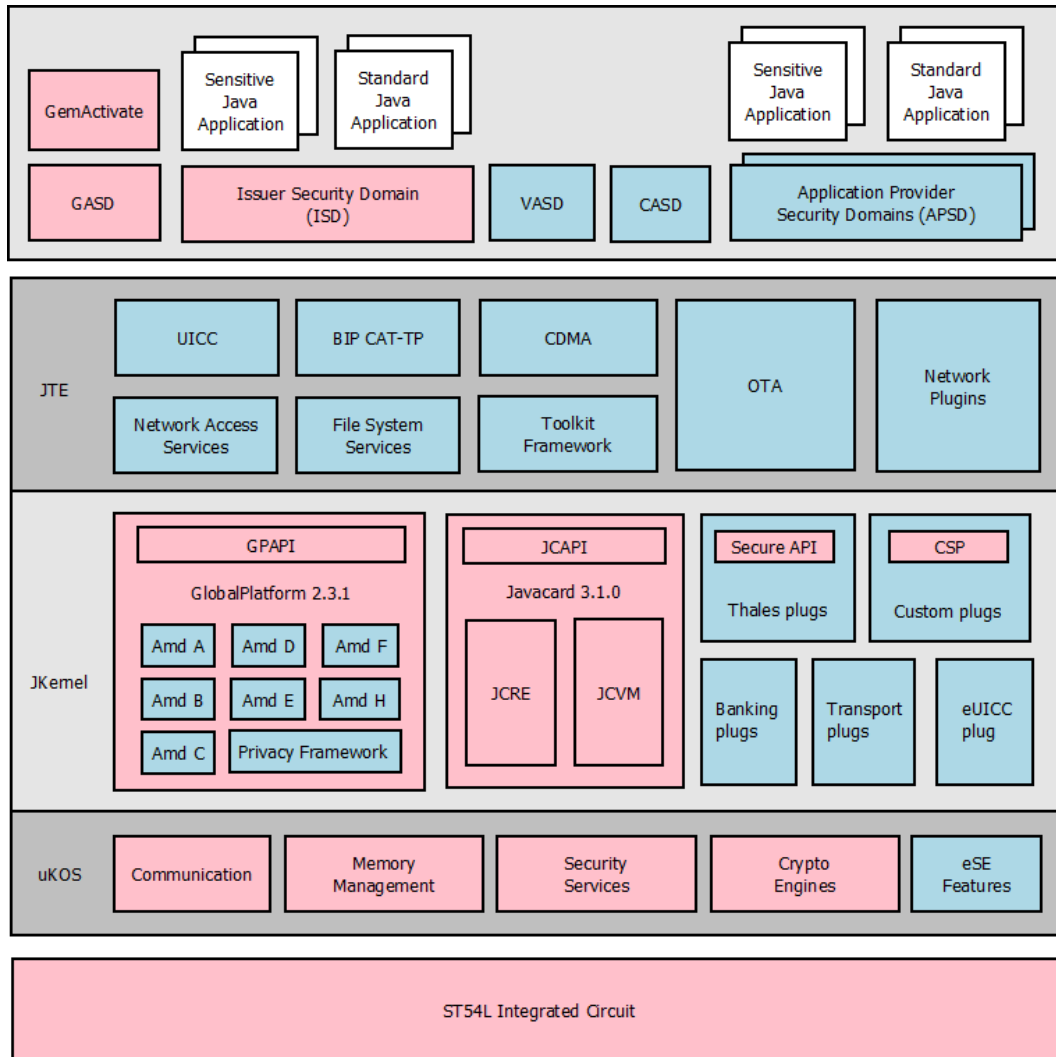 GemActivate
Sensitive
Java
Application
Standard
Java
Application
Sensitive
Java
Application
Standard
Java
Application
GASD
Issuer Security Domain
(ISD)
VASD
CASD
Application Provider
Security Domains (APSD)
JTE
UICC
BIP CAT-TP
CDMA
OTA
Network
Plugins
Network Access
Services
File System
Services
Toolkit
Framework
JKernel
GPAPI
GlobalPlatform 2.3.1
Amd A
Amd D
Amd F
Amd B
Amd E
Amd H
Amd C
Privacy Framework
JCAPI
Javacard 3.1.0
JCRE
JCVM
Secure API
Thales plugs
CSP
Custom plugs
Banking
plugs
Transport
plugs
eUICC
plug
uKOS
Communication
Memory
Management
Security
Services
Crypto
Engines
eSE
Features
ST54L Integrated Circuit